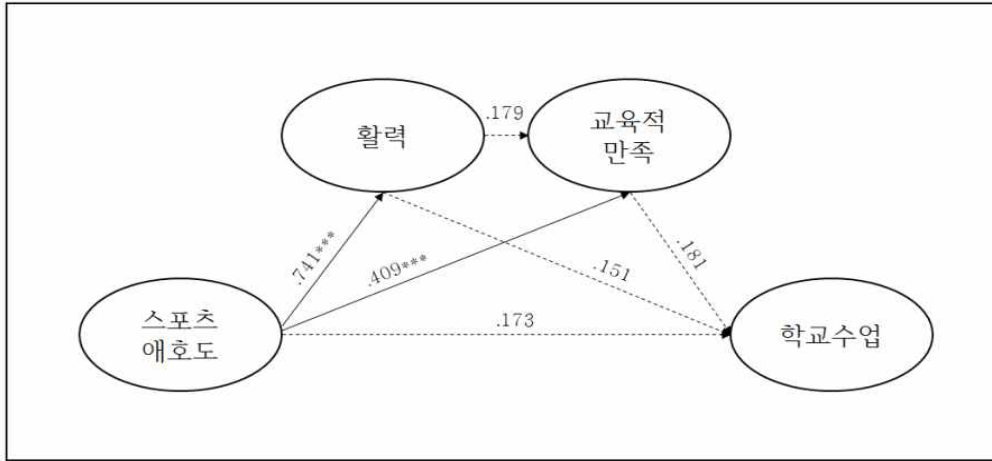 .179
활력
교육적
만족
.741***
.409***
.151
.181
스포츠
애호도
.173
학교수업